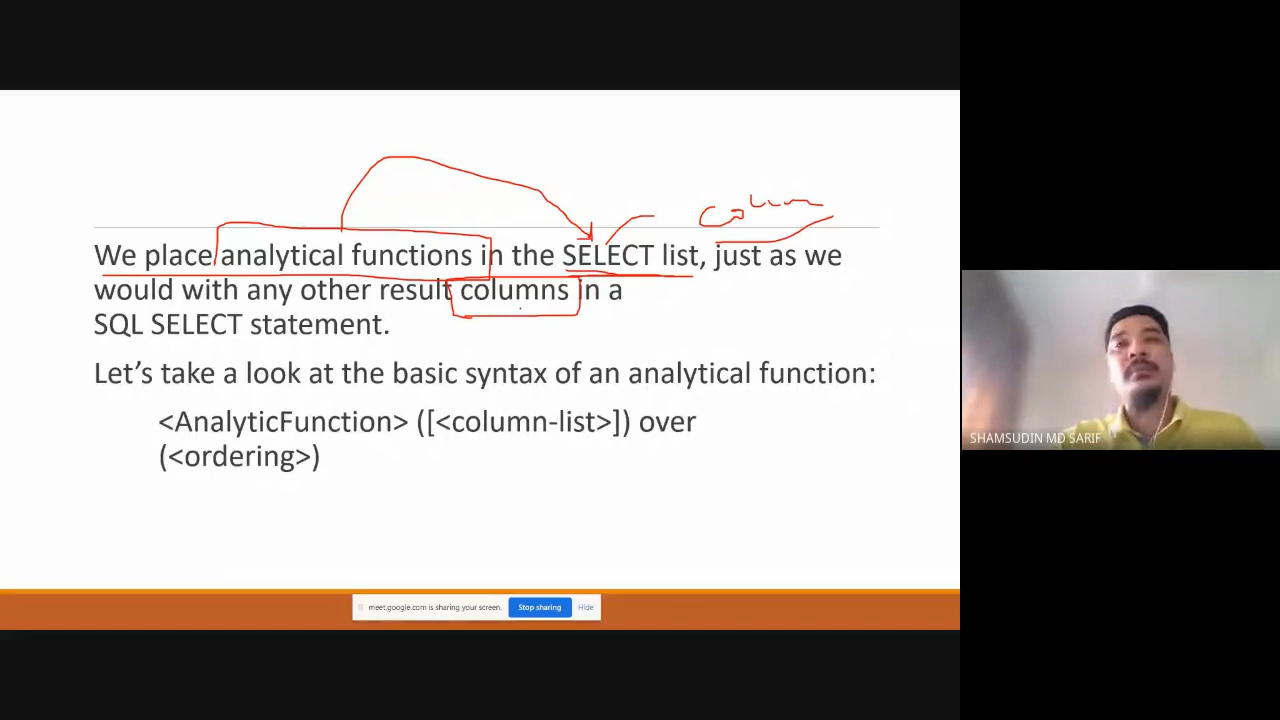 Colum
We place analytical functions in the SELECT list, just as we
would with any other result columns in a
SQL SELECT statement.
Let's take a look at the basic syntax of an analytical function:
<AnalyticFunction> ([<column-list>]) over
(<ordering>)
SHAMSUDIN MD SARIF
meet.google.com is sharing your screen. Stop sharing Hide